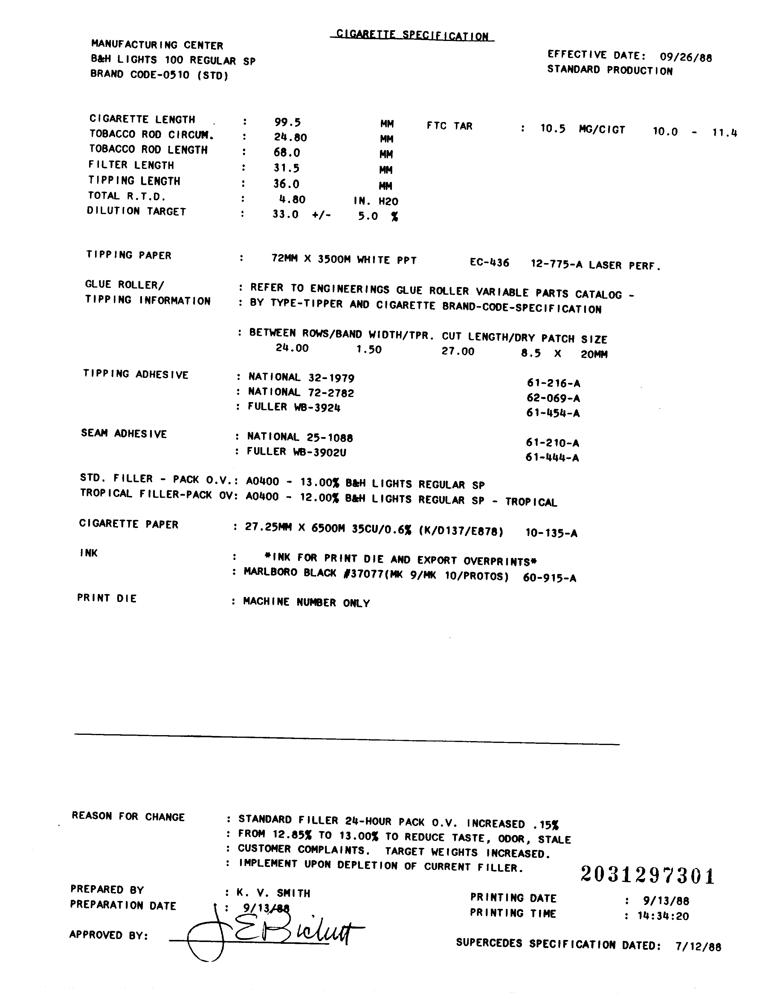 CIGARETTE SPECIFICATION
MANUFACTURING CENTER
B&H LIGHTS 100 REGULAR SP
BRAND CODE-0510 (STD)
EFFECTIVE DATE: 09/26/88
STANDARD PRODUCTION
CIGARETTE LENGTH : 99.5 MM FTC TAR : 10.5 MG/CIGT 10.0 - 11.4
TOBACCO ROD CIRCUM. : 24.80 MM
TOBACCO ROD LENGTH : 68.0 MM
FILTER LENGTH : 31.5 MM
TIPPING LENGTH : 36.0 MM
TOTAL R.T.D. : 4.80 IN. H2O
DILUTION TARGET : 33.0 +/- 5.0 %
TIPPING PAPER : 72MM X 3500M WHITE PPT EC-436 12-775-A LASER PERF.
GLUE ROLLER/ : REFER TO ENGINEERINGS GLUE ROLLER VARIABLE PARTS CATALOG -
TIPPING INFORMATION : BY TYPE-TIPPER AND CIGARETTE BRAND-CODE-SPECIFICATION
: BETWEEN ROWS/BAND WIDTH/TPR. CUT LENGTH/DRY PATCH SIZE
24.00 1.50 27.00 8.5 X 20MM
TIPPING ADHESIVE : NATIONAL 32-1979 61-216-A
: NATIONAL 72-2782 62-069-A
: FULLER WB-3924 61-454-A
SEAM ADHESIVE : NATIONAL 25-1088 61-210-A
: FULLER WB-3902U 61-444-A
STD. FILLER - PACK O.V.: A0400 - 13.00% B&H LIGHTS REGULAR SP
TROPICAL FILLER-PACK OV: A0400 - 12.00% B&H LIGHTS REGULAR SP - TROPICAL
CIGARETTE PAPER : 27.25MM X 6500M 35CU/0.6% (K/D137/E878) 10-135-A
INK : *INK FOR PRINT DIE AND EXPORT OVERPRINTS*
: MARLBORO BLACK #37077(MK 9/MK 10/PROTOS) 60-915-A
PRINT DIE : MACHINE NUMBER ONLY
REASON FOR CHANGE : STANDARD FILLER 24-HOUR PACK O.V. INCREASED .15%
: FROM 12.85% TO 13.00% TO REDUCE TASTE, ODOR, STALE
: CUSTOMER COMPLAINTS. TARGET WEIGHTS INCREASED.
: IMPLEMENT UPON DEPLETION OF CURRENT FILLER.
2031297301
PREPARED BY : K. V. SMITH
PREPARATION DATE : 9/13/88
PRINTING DATE : 9/13/88
PRINTING TIME : 14:34:20
APPROVED BY:
SUPERCEDES SPECIFICATION DATED: 7/12/88